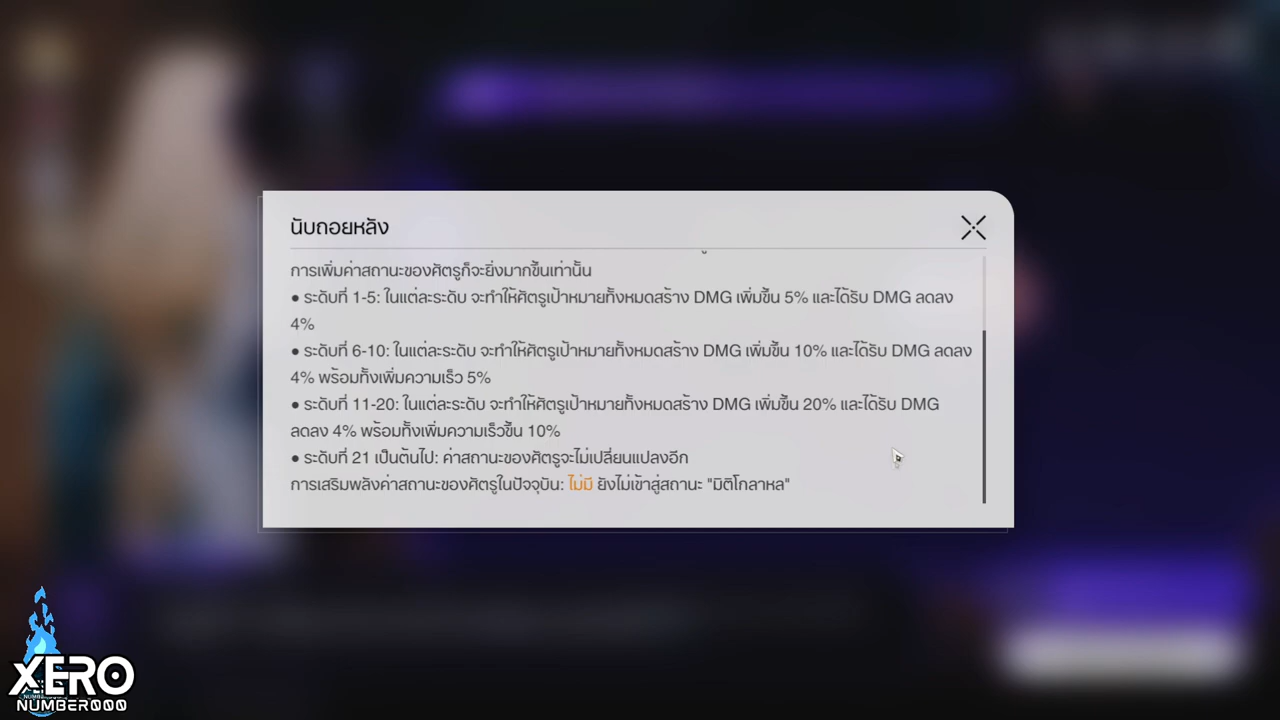 นับถอยหลัง
การเพิ่มค่าสถานะของศัตรูก็จะยิ่งมากขึ้นเท่านั้น
● ระดับที่ 1-5: ในแต่ละระดับ จะทำให้ศัตรูเป้าหมายทั้งหมดสร้าง DMG เพิ่มขึ้น 5% และได้รับ DMG ลดลง
4%
● ระดับที่ 6-10: ในแต่ละระดับ จะทำให้ศัตรูเป้าหมายทั้งหมดสร้าง DMG เพิ่มขึ้น 10% และได้รับ DMG ลดลง
4% พร้อมทั้งเพิ่มความเร็ว 5%
● ระดับที่ 11-20: ในแต่ละระดับ จะทำให้ศัตรูเป้าหมายทั้งหมดสร้าง DMG เพิ่มขึ้น 20% และได้รับ DMG
ลดลง 4% พร้อมทั้งเพิ่มความเร็วขึ้น 10%
● ระดับที่ 21 เป็นต้นไป: ค่าสถานะของศัตรูจะไม่เปลี่ยนแปลงอีก
การเสริมพลังค่าสถานะของศัตรูในปัจจุบัน: ไม่มี ยังไม่เข้าสู่สถานะ "มิติโกลาหล"
XERO
NUMBER000